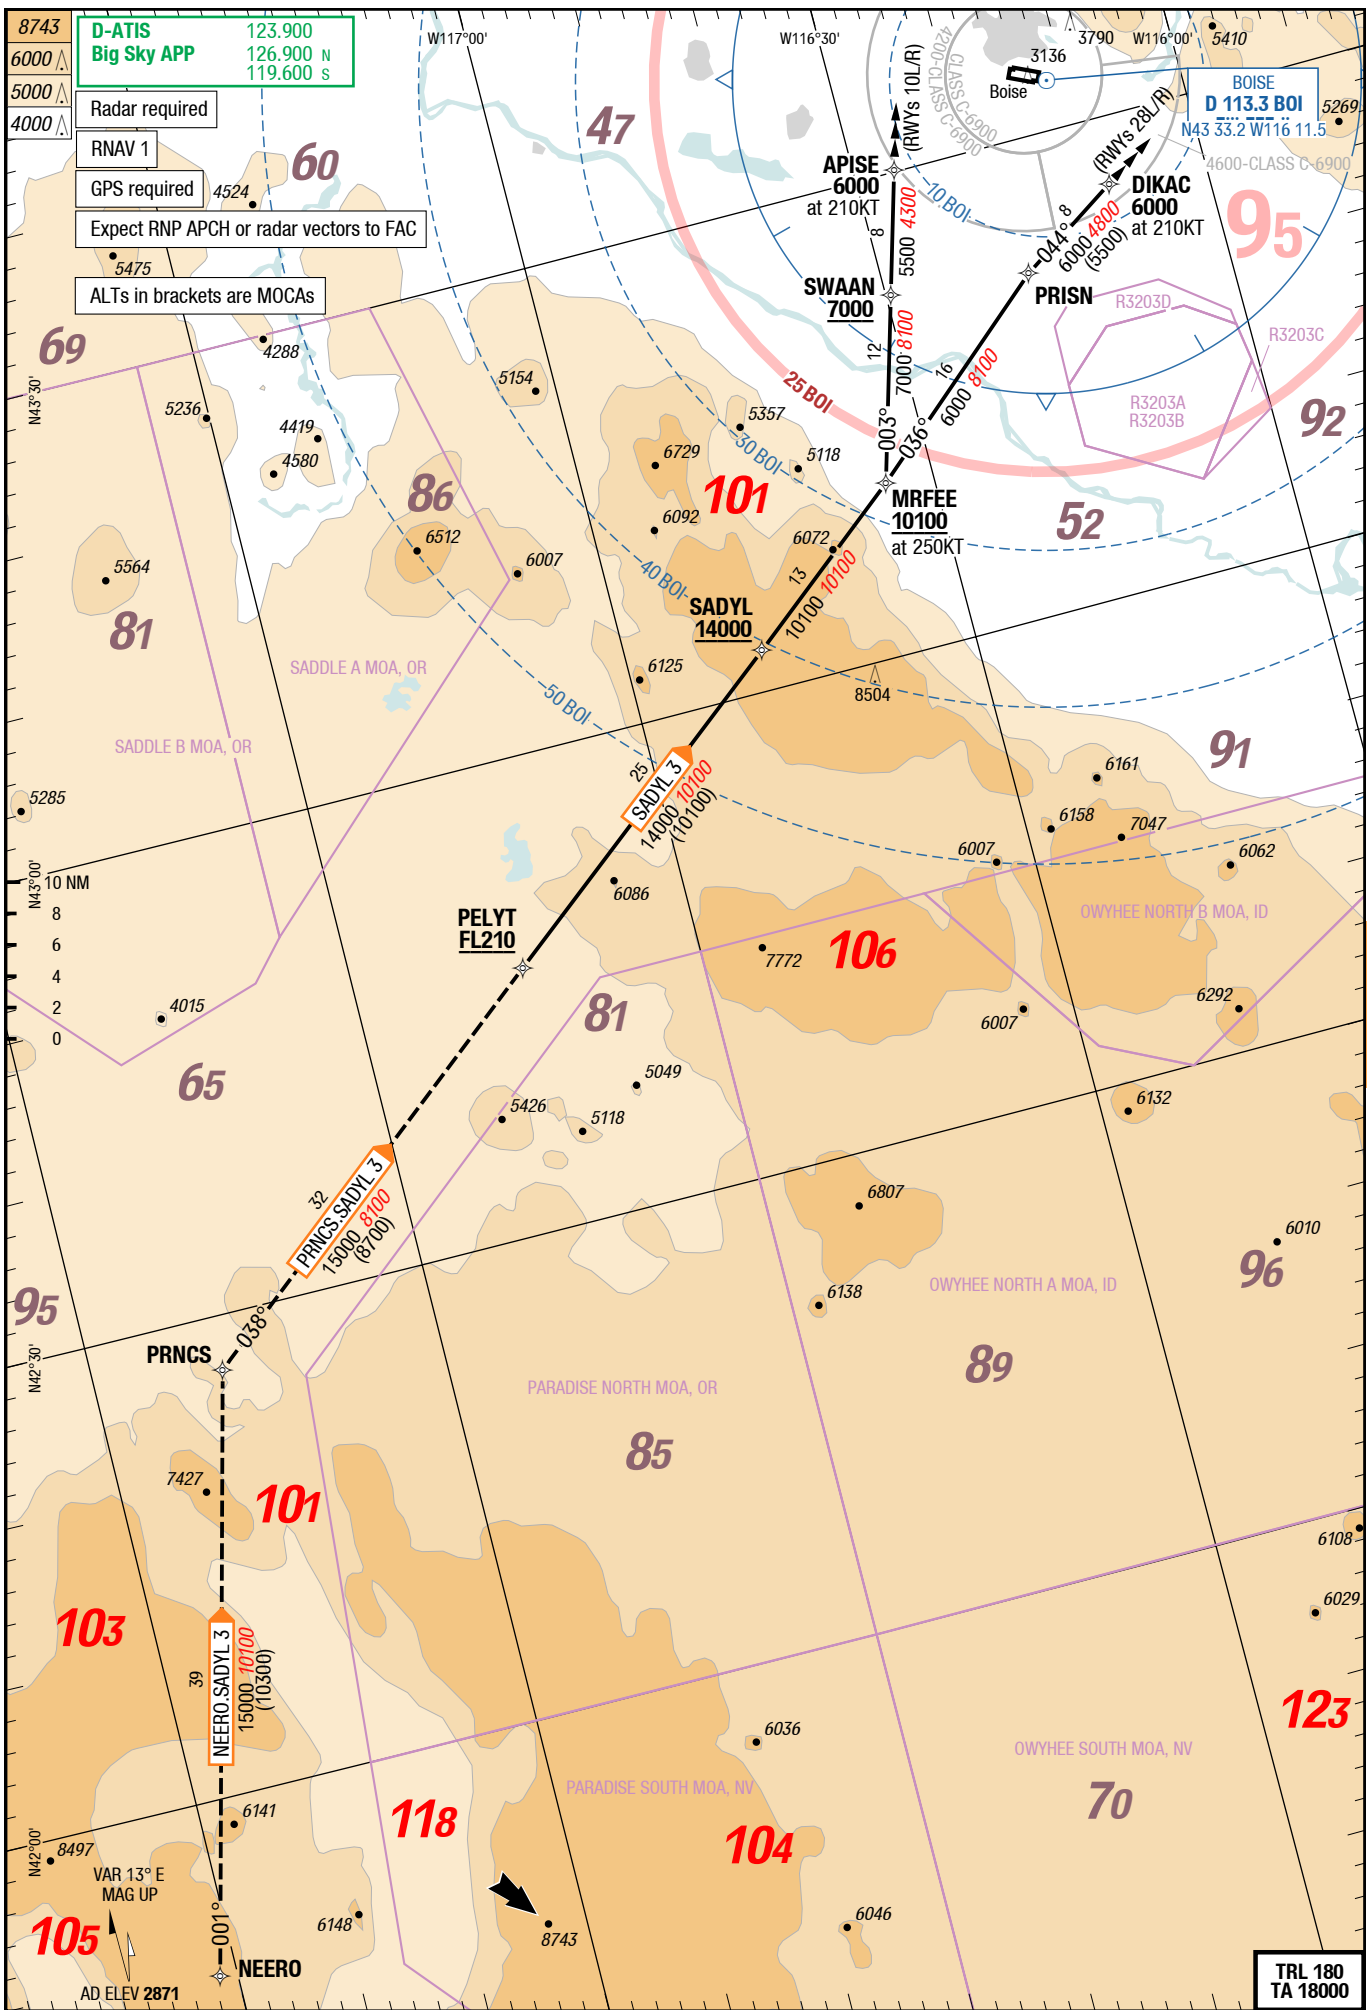 8743
6000
5000
4000
D-ATIS 123.900
Big Sky APP 126.900 N
119.600 S
Radar required
RNAV 1
GPS required
Expect RNP APCH or radar vectors to FAC
ALTs in brackets are MOCAs
W117°00'
W116°30'
W116°00'
3790
5410
3136
Boise
4200-CLASS C-6900
CLASS C-6900
BOISE
D 113.3 BOI
N43 33.2 W116 11.5
5269
4600-CLASS C-6900
95
47
60
4524
5475
(RWYs 10L/R)
(RWYs 28L/R)
APISE
6000
at 210KT
DIKAC
6000
at 210KT
10 BOI
8
5500 4300
8
044°
6000 4800
(5500)
SWAAN
7000
PRISN
R3203D
R3203C
R3203A
R3203B
69
4288
N43°30'
5154
5236
4419
4580
12
7000 8100
003°
16
6000 8100
036°
25 BOI
92
5357
30 BOI
5118
6729
6092
101
86
6512
6007
MRFEE
10100
at 250KT
52
5564
81
6072
40 BOI
13
10100 10100
SADYL
14000
SADDLE A MOA, OR
6125
8504
50 BOI
SADDLE B MOA, OR
91
6161
25
SADYL 3
14000 10100
(10100)
5285
6158
7047
6007
6062
N43°00'
10 NM
8
6
4
2
0
6086
PELYT
FL210
OWYHEE NORTH B MOA, ID
7772
106
4015
81
6007
6292
65
5049
5426
5118
6132
32
PRNCS.SADYL 3
15000 8100
(8700)
6807
6010
96
OWYHEE NORTH A MOA, ID
6138
95
038°
N42°30'
PRNCS
89
PARADISE NORTH MOA, OR
85
7427
101
6108
103
6029
39
NEERO.SADYL 3
15000 10100
(10300)
123
6036
OWYHEE SOUTH MOA, NV
PARADISE SOUTH MOA, NV
70
118
6141
104
N42°00'
8497
VAR 13° E
MAG UP
001°
6148
8743
6046
105
NEERO
AD ELEV 2871
TRL 180
TA 18000